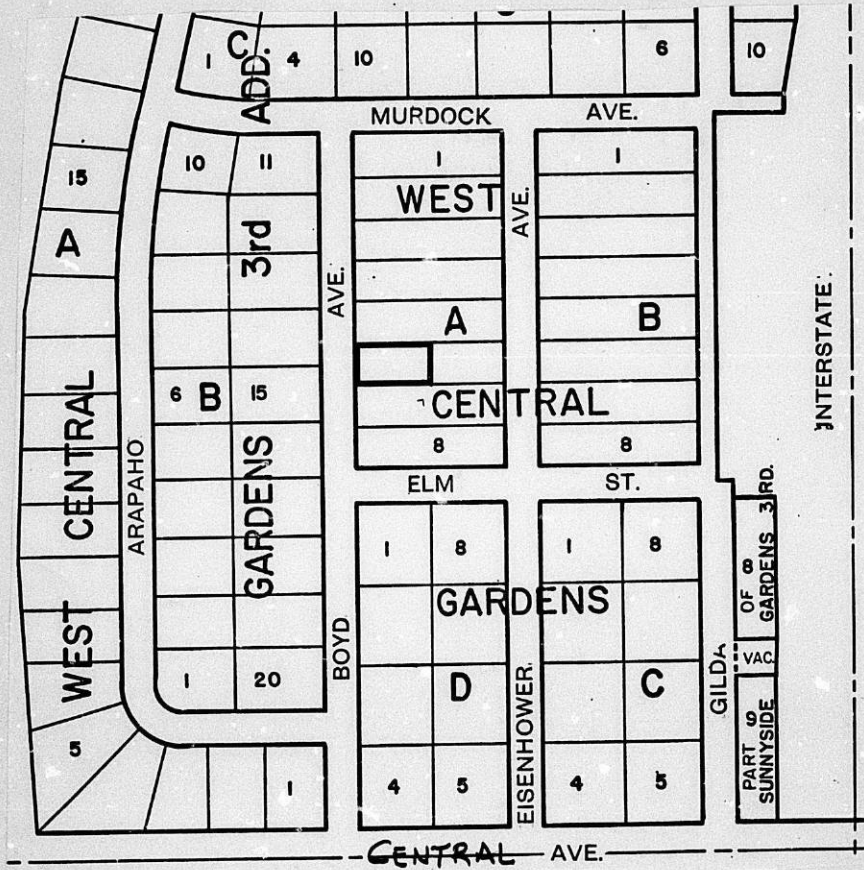 1 C 4 10 6 10
ADD.
MURDOCK AVE.
15 10 11 1 1
WEST
A 3rd AVE. AVE.
A B
INTERSTATE
6 B 15
CENTRAL
8 8
WEST CENTRAL
ARAPAHO
GARDENS
ELM ST.
1 8 1 8
GARDENS
OF 8
GARDENS 3RD.
VAC.
BOYD
1 20 D C
GILDA
EISENHOWER
PART 9
SUNNYSIDE
5 1 4 5 4 5
CENTRAL AVE.